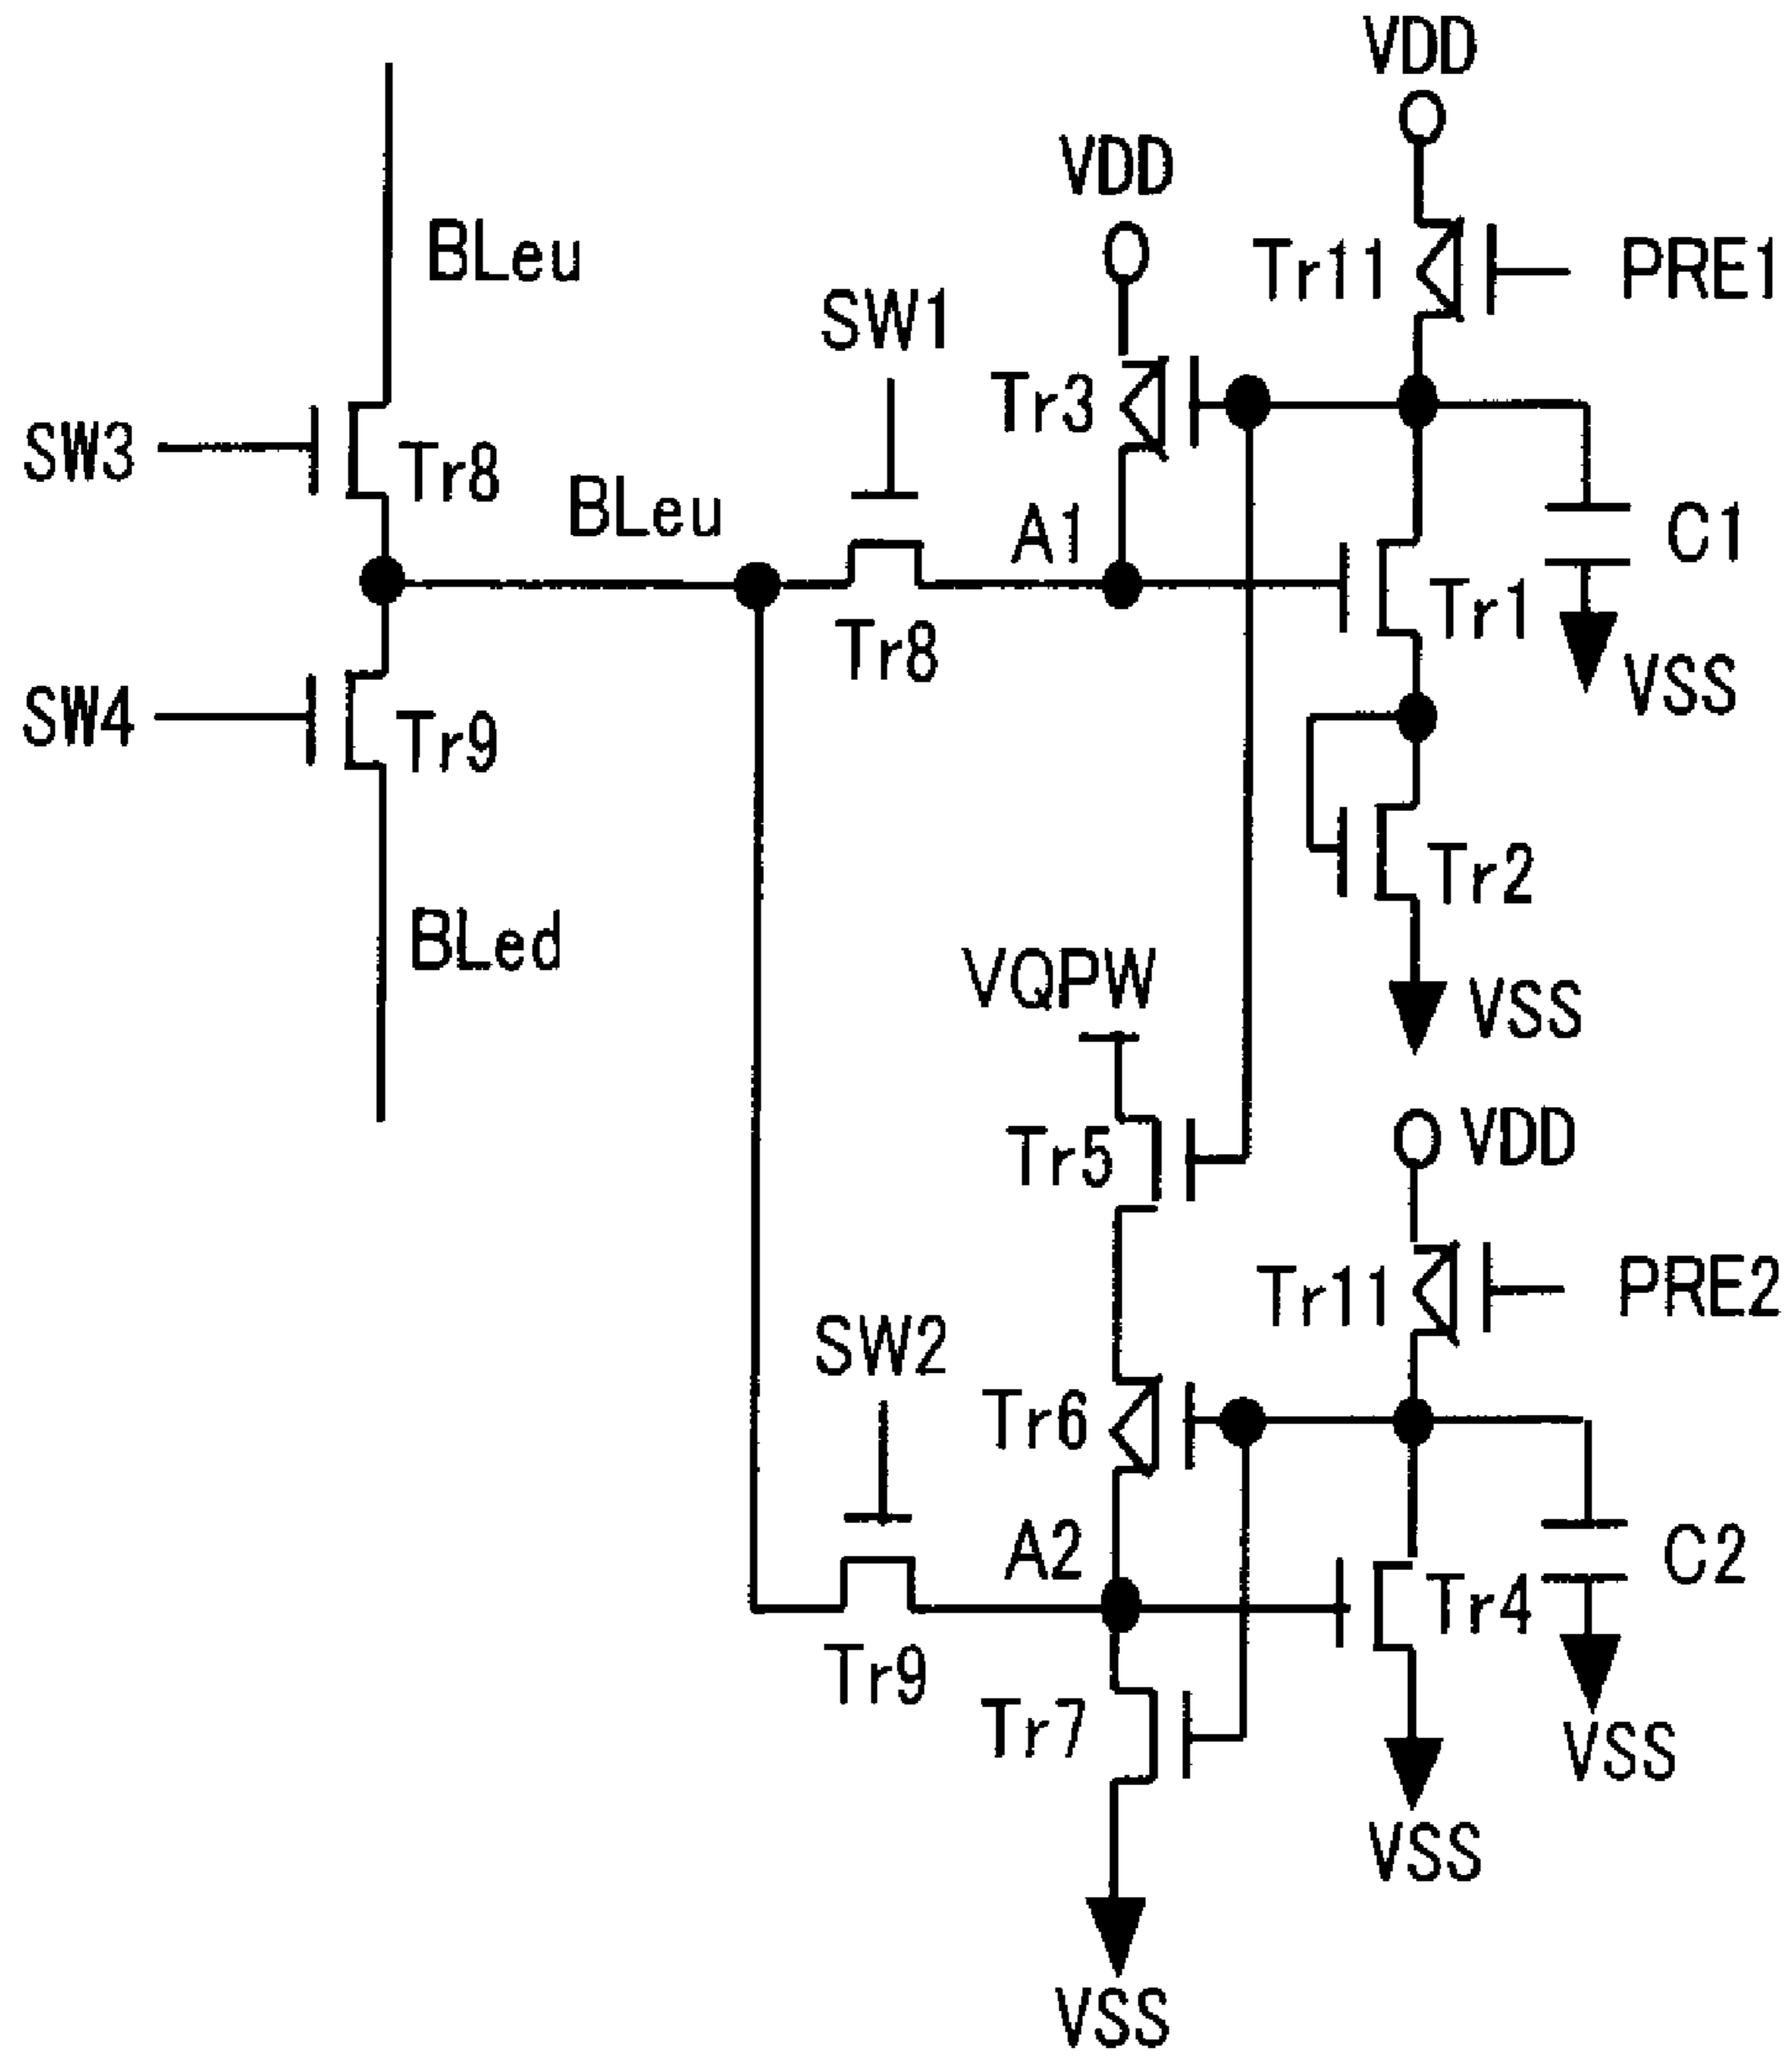 VDD
VDD
BLeu
Tr11
PRE1
SW1
Tr3
SW3
Tr8
BLeu
A1
C1
Tr1
Tr8
VSS
SW4
Tr9
Tr2
BLed
VQPW
VSS
VDD
Tr5
Tr11
PRE2
SW2
Tr6
A2
C2
Tr4
Tr9
Tr7
VSS
VSS
VSS